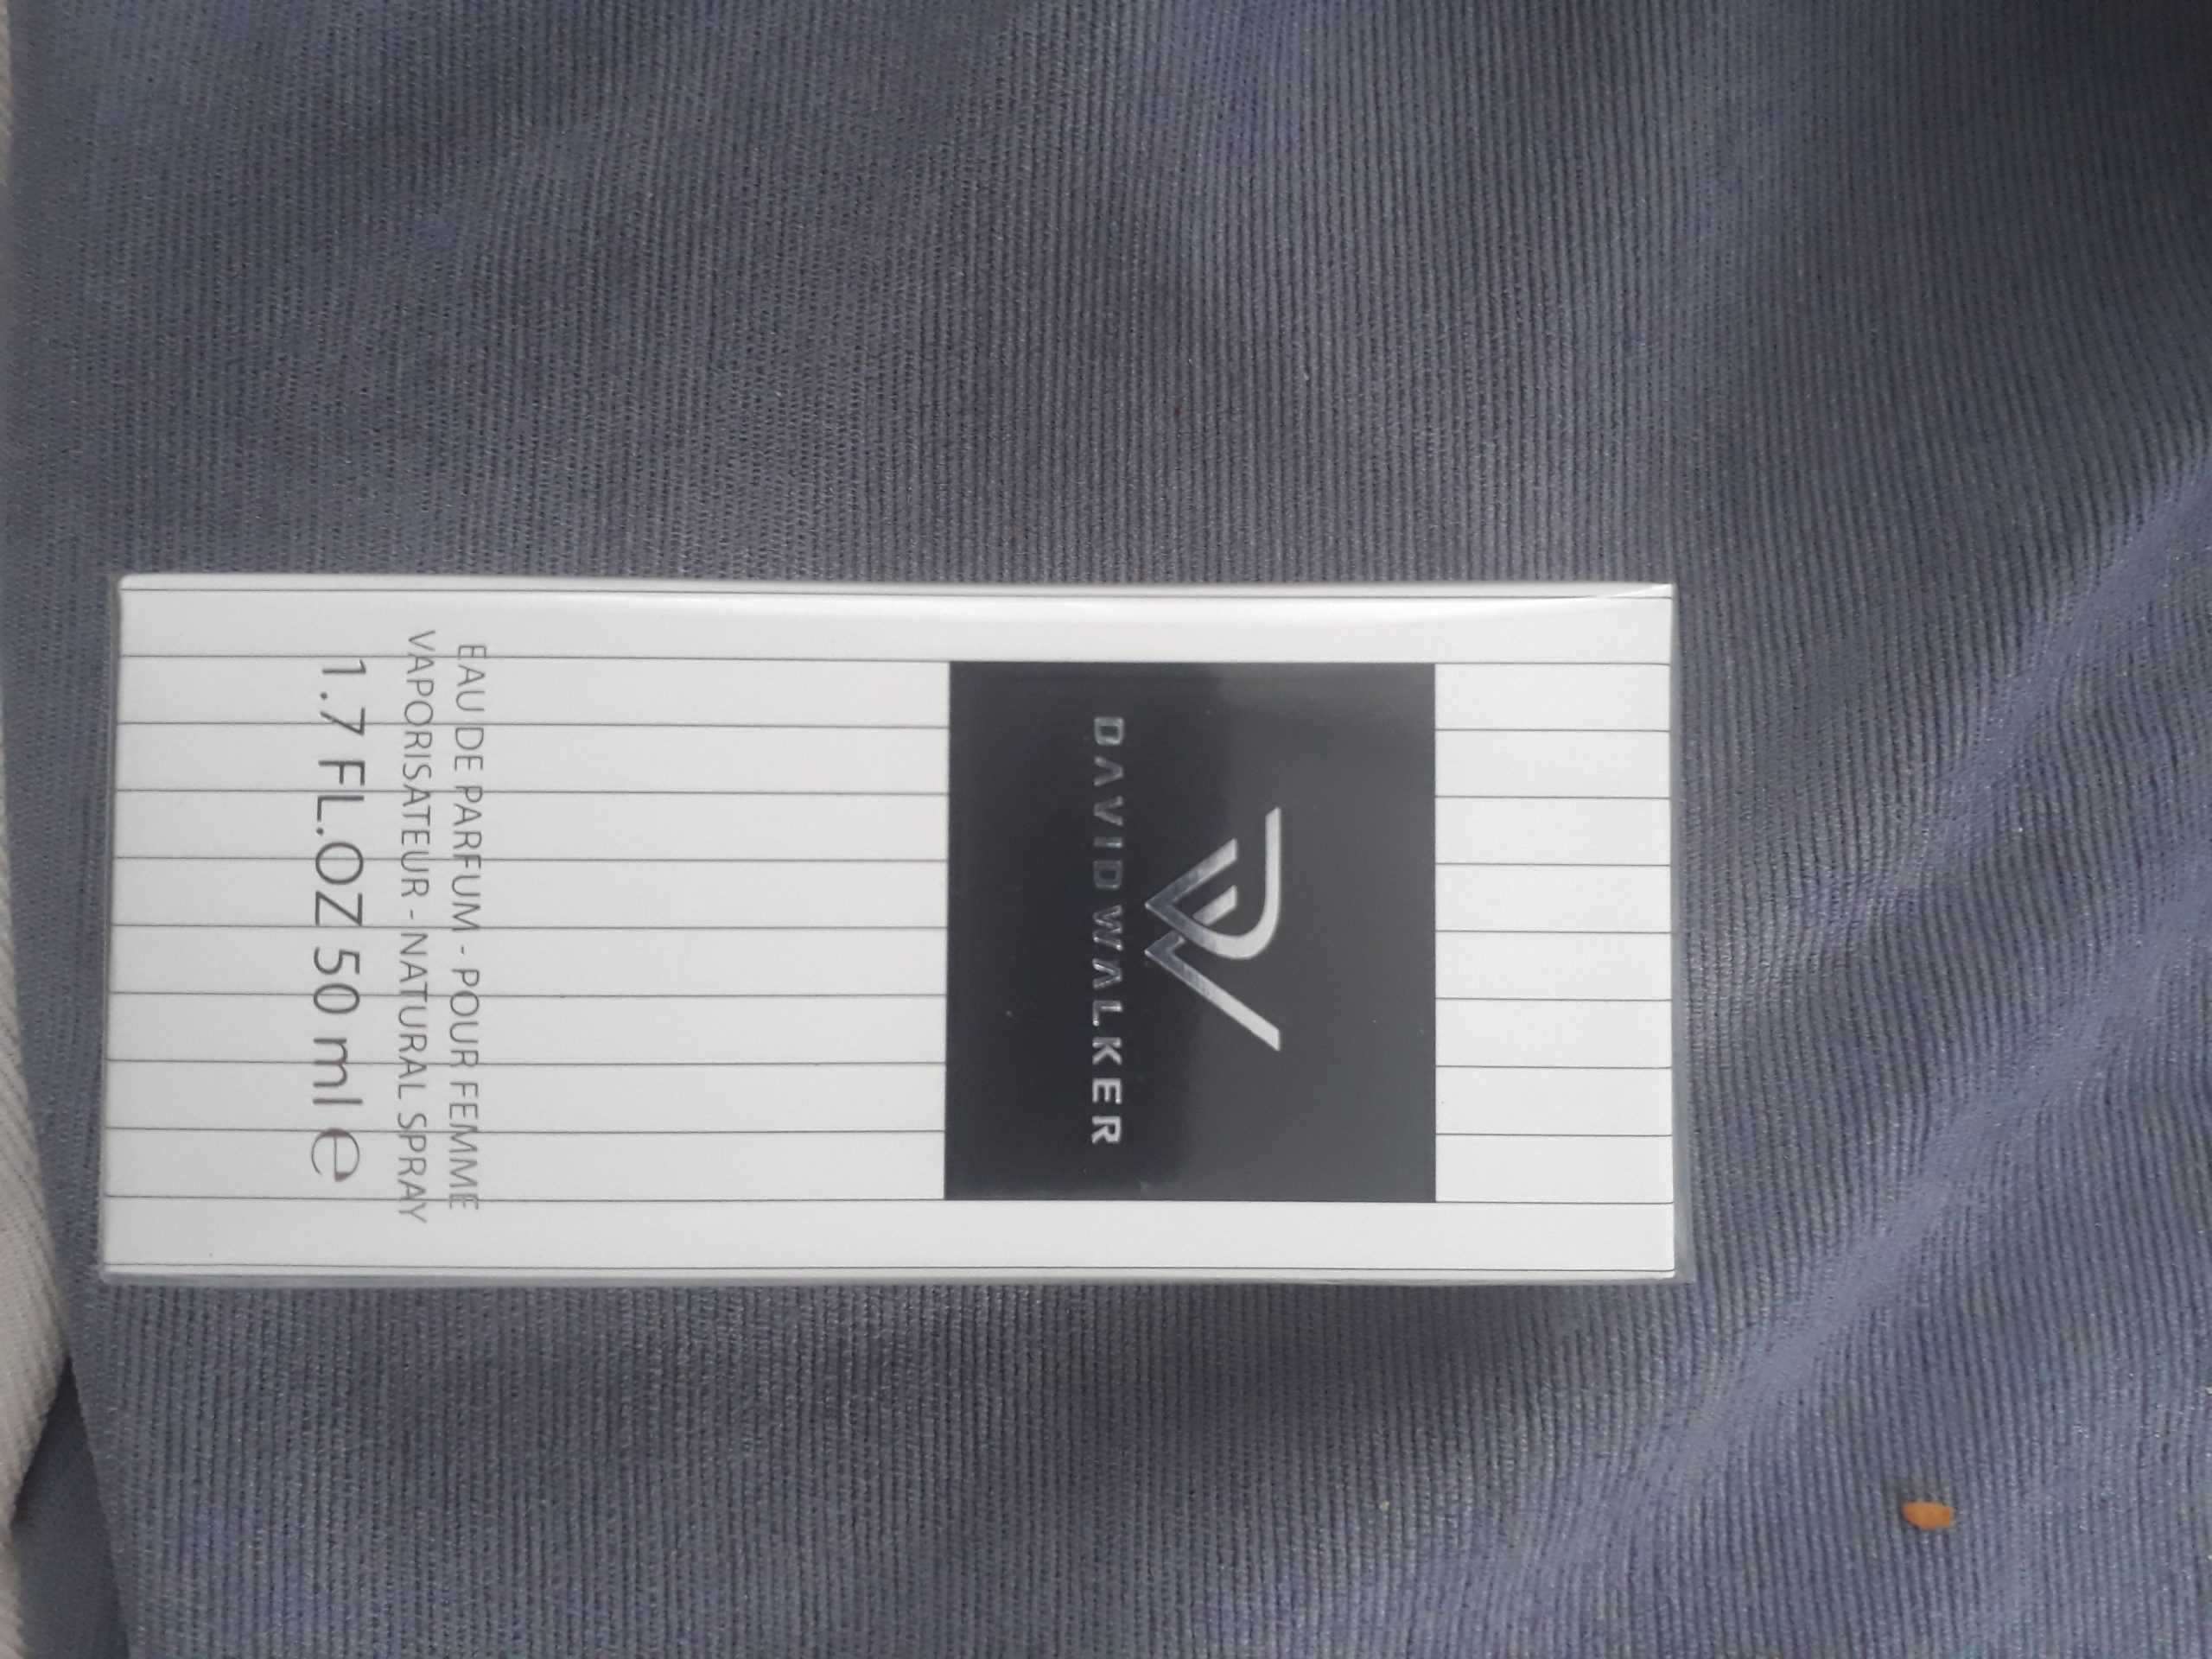 DAVID WALKER
EAU DE PARFUM - POUR FEMME
VAPORISATEUR - NATURAL SPRAY
1.7 FL.OZ 50 ml ℮